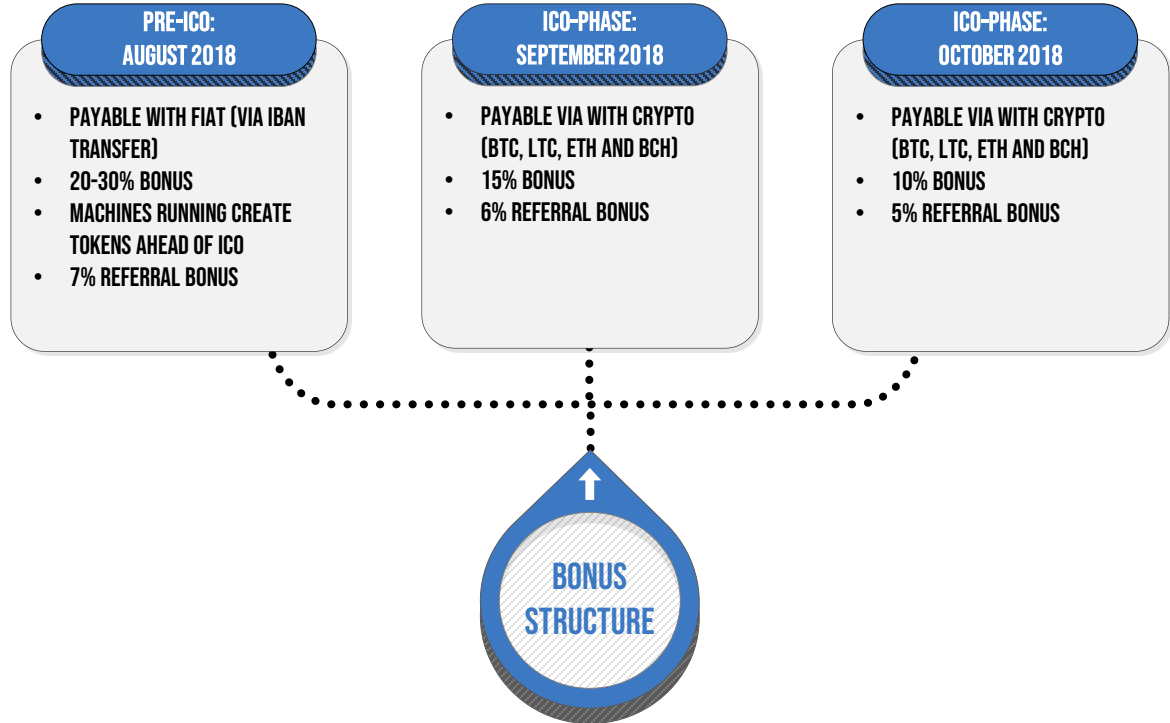 PRE-ICO:
AUGUST 2018
• PAYABLE WITH FIAT (VIA IBAN
TRANSFER)
• 20-30% BONUS
• MACHINES RUNNING CREATE
TOKENS AHEAD OF ICO
• 7% REFERRAL BONUS
ICO-PHASE:
SEPTEMBER 2018
• PAYABLE VIA WITH CRYPTO
(BTC, LTC, ETH AND BCH)
• 15% BONUS
• 6% REFERRAL BONUS
ICO-PHASE:
OCTOBER 2018
• PAYABLE VIA WITH CRYPTO
(BTC, LTC, ETH AND BCH)
• 10% BONUS
• 5% REFERRAL BONUS
BONUS
STRUCTURE